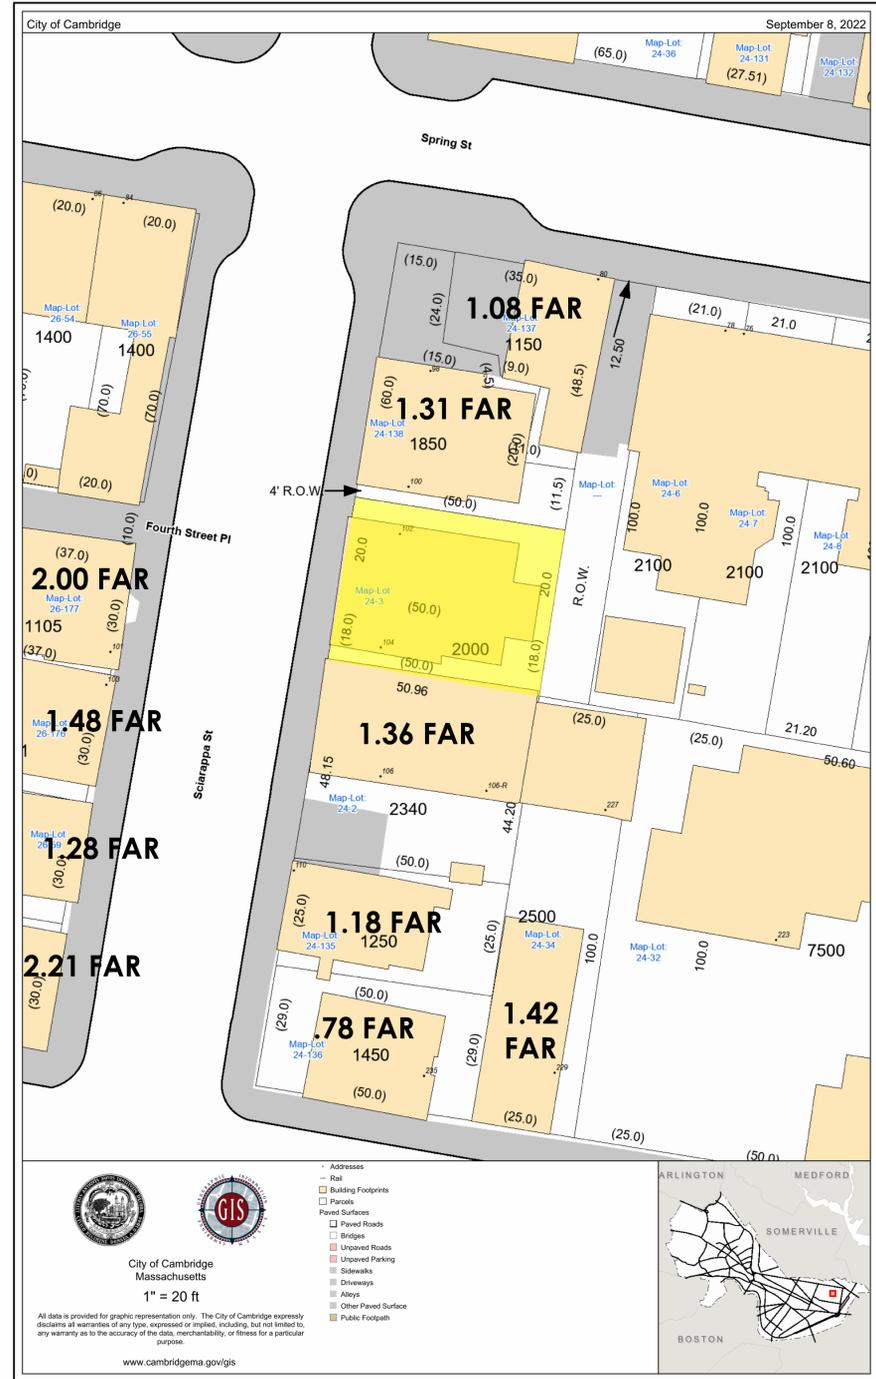 City of Cambridge
September 8, 2022
(65.0)
Map-Lot:
24-36
Map-Lot:
24-131
(27.51)
Map-Lot:
24-132
Spring St
86
84
(20.0)
(20.0)
Map-Lot:
26-54
1400
Map-Lot:
26-55
1400
(70.0)
(70.0)
(20.0)
(15.0)
(35.0)
80
(24.0)
1.08 FAR
24-137
1150
(15.0)
98
(4.5)
(9.0)
(48.5)
12.50
(21.0)
21.0
78
76
(60.0)
1.31 FAR
Map-Lot:
24-138
1850
100
4' R.O.W.
(50.0)
(11.5)
Map-Lot:
---
Map-Lot:
24-6
Map-Lot:
24-7
Map-Lot:
24-8
100.0
100.0
100.0
2100
2100
2100
Fourth Street Pl
(10.0)
(37.0)
2.00 FAR
Map-Lot:
26-177
1105
(30.0)
(37.0)
101
103
102
20.0
Map-Lot:
24-3
(50.0)
20.0
R.O.W.
(18.0)
104
2000
(18.0)
(50.0)
50.96
1.48 FAR
Map-Lot:
26-176
(30.0)
Sciarappa St
1.36 FAR
(25.0)
(25.0)
21.20
50.60
48.15
106
106-R
227
Map-Lot:
24-2
2340
44.20
1.28 FAR
(30.0)
110
(50.0)
1.18 FAR
(25.0)
Map-Lot:
24-135
1250
(25.0)
2500
Map-Lot:
24-34
100.0
Map-Lot:
24-32
100.0
223
7500
2.21 FAR
(30.0)
(50.0)
(29.0)
.78 FAR
Map-Lot:
24-136
1450
235
(50.0)
(29.0)
1.42
FAR
229
(25.0)
(25.0)
(50.0)
GIS
City of Cambridge
Massachusetts
1" = 20 ft
All data is provided for graphic representation only. The City of Cambridge expressly
disclaims all warranties of any type, expressed or implied, including, but not limited to,
any warranty as to the accuracy of the data, merchantability, or fitness for a particular
purpose.
www.cambridgema.gov/gis
Addresses
Rail
Building Footprints
Parcels
Paved Surfaces
Paved Roads
Bridges
Unpaved Roads
Unpaved Parking
Sidewalks
Driveways
Alleys
Other Paved Surface
Public Footpath
ARLINGTON
MEDFORD
SOMERVILLE
BOSTON